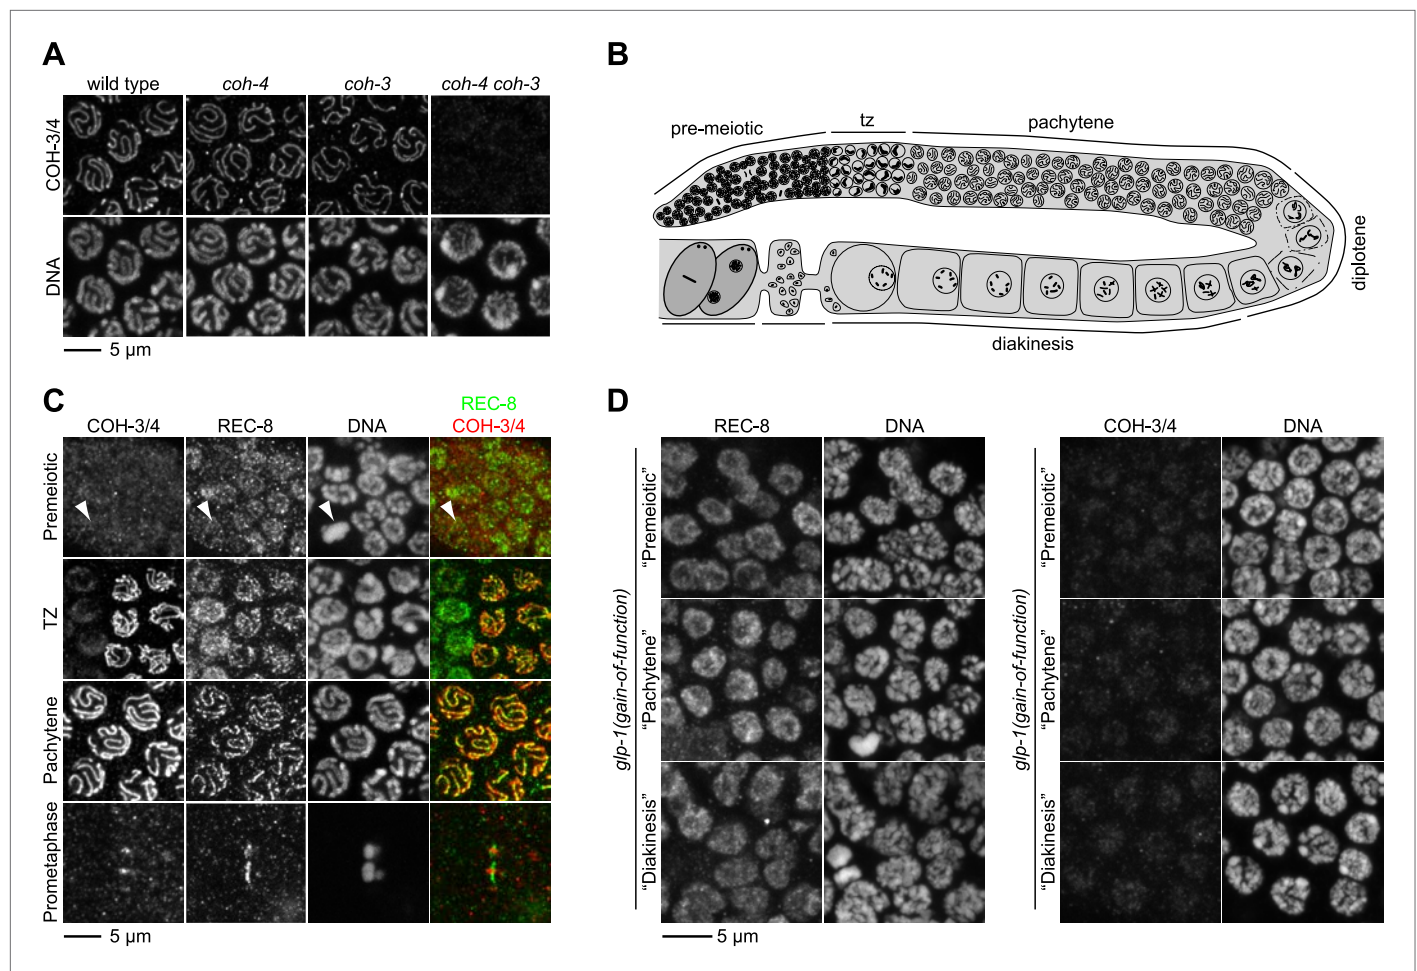 A
wild type coh-4 coh-3 coh-4 coh-3
COH-3/4
DNA
5 µm
B
pre-meiotic tz pachytene
diplotene
diakinesis
C
REC-8
COH-3/4 REC-8 DNA COH-3/4
Premeiotic
TZ
Pachytene
Prometaphase
5 µm
D
REC-8 DNA
glp-1(gain-of-function)
“Premeiotic”
“Pachytene”
“Diakinesis”
5 µm
COH-3/4 DNA
glp-1(gain-of-function)
“Premeiotic”
“Pachytene”
“Diakinesis”